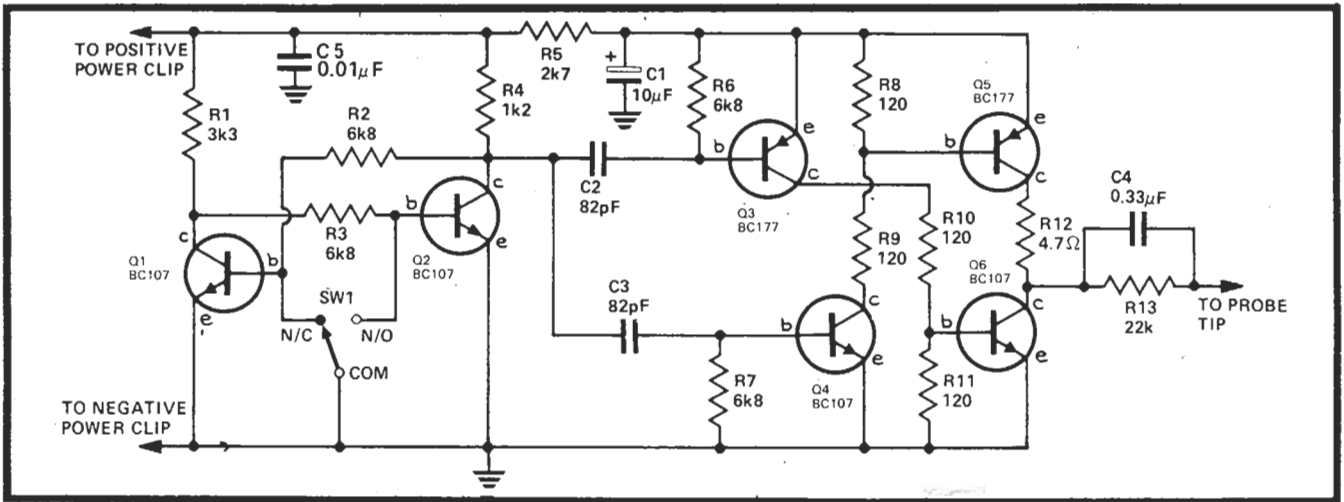 TO POSITIVE
POWER CLIP
C5
0.01μF
R5
2k7
+
C1
10μF
R1
3k3
R2
6k8
R4
1k2
R6
6k8
R8
120
Q5
BC177
e
b
c
b
e
c
C2
82pF
Q3
BC177
c
b
e
R3
6k8
Q2
BC107
c
Q1
BC107
b
e
SW1
N/C
N/O
COM
C3
82pF
R9
120
R10
120
R12
4.7Ω
C4
0.33μF
Q6
BC107
c
b
e
R13
22k
TO PROBE
TIP
c
b
e
R7
6k8
Q4
BC107
R11
120
TO NEGATIVE
POWER CLIP